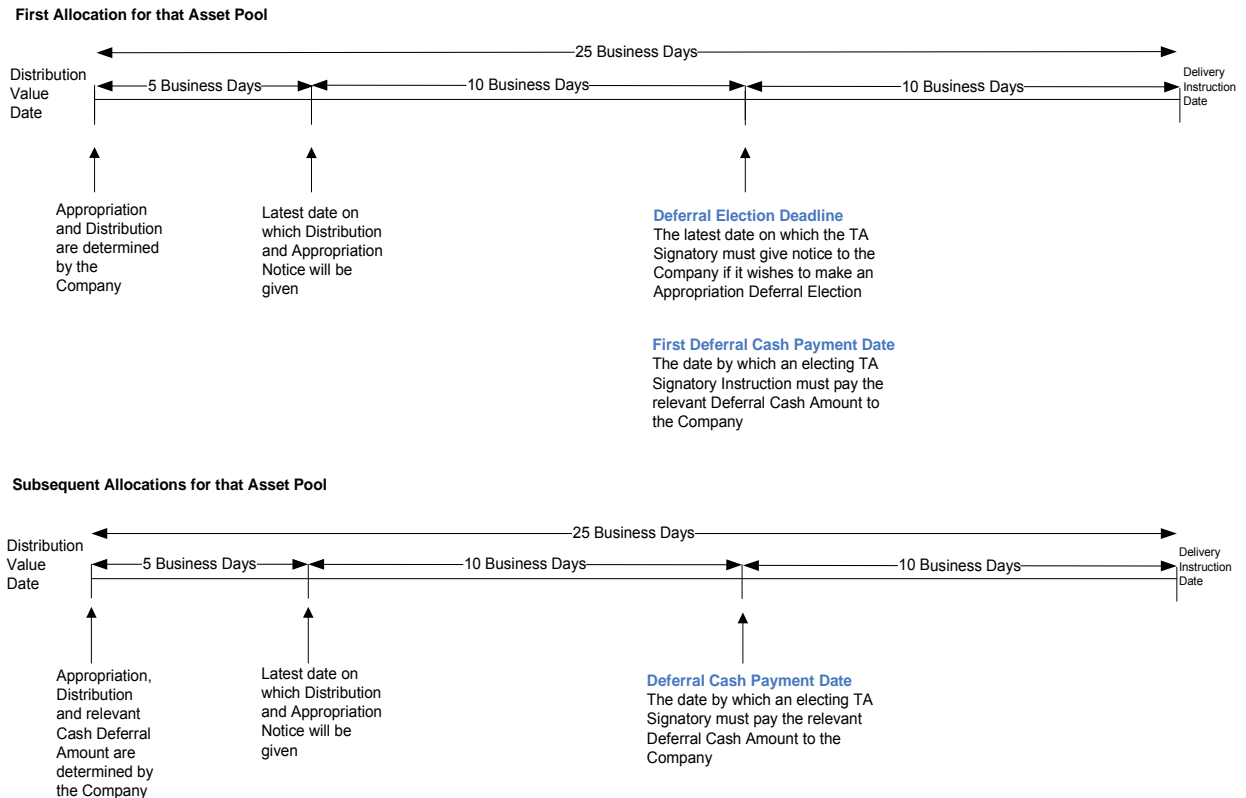 First Allocation for that Asset Pool
25 Business Days
Distribution
Value
Date
5 Business Days
10 Business Days
10 Business Days
Delivery
Instruction
Date
Appropriation
and Distribution
are determined
by the
Company
Latest date on
which Distribution
and Appropriation
Notice will be
given
Deferral Election Deadline
The latest date on which the TA
Signatory must give notice to the
Company if it wishes to make an
Appropriation Deferral Election
First Deferral Cash Payment Date
The date by which an electing TA
Signatory Instruction must pay the
relevant Deferral Cash Amount to
the Company
Subsequent Allocations for that Asset Pool
25 Business Days
Distribution
Value
Date
5 Business Days
10 Business Days
10 Business Days
Delivery
Instruction
Date
Appropriation,
Distribution
and relevant
Cash Deferral
Amount are
determined by
the Company
Latest date on
which Distribution
and Appropriation
Notice will be
given
Deferral Cash Payment Date
The date by which an electing TA
Signatory must pay the relevant
Deferral Cash Amount to the
Company